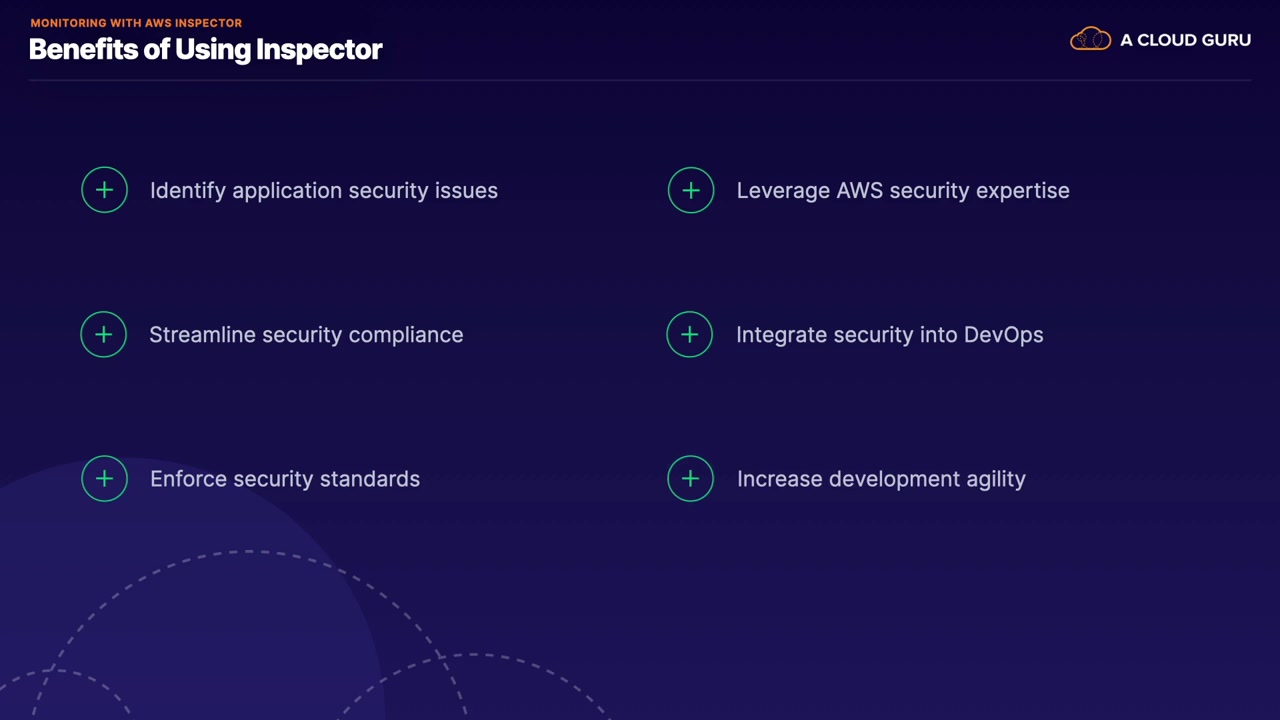 MONITORING WITH AWS INSPECTOR
Benefits of Using Inspector
A CLOUD GURU
Identify application security issues
Leverage AWS security expertise
Streamline security compliance
Integrate security into DevOps
Enforce security standards
Increase development agility